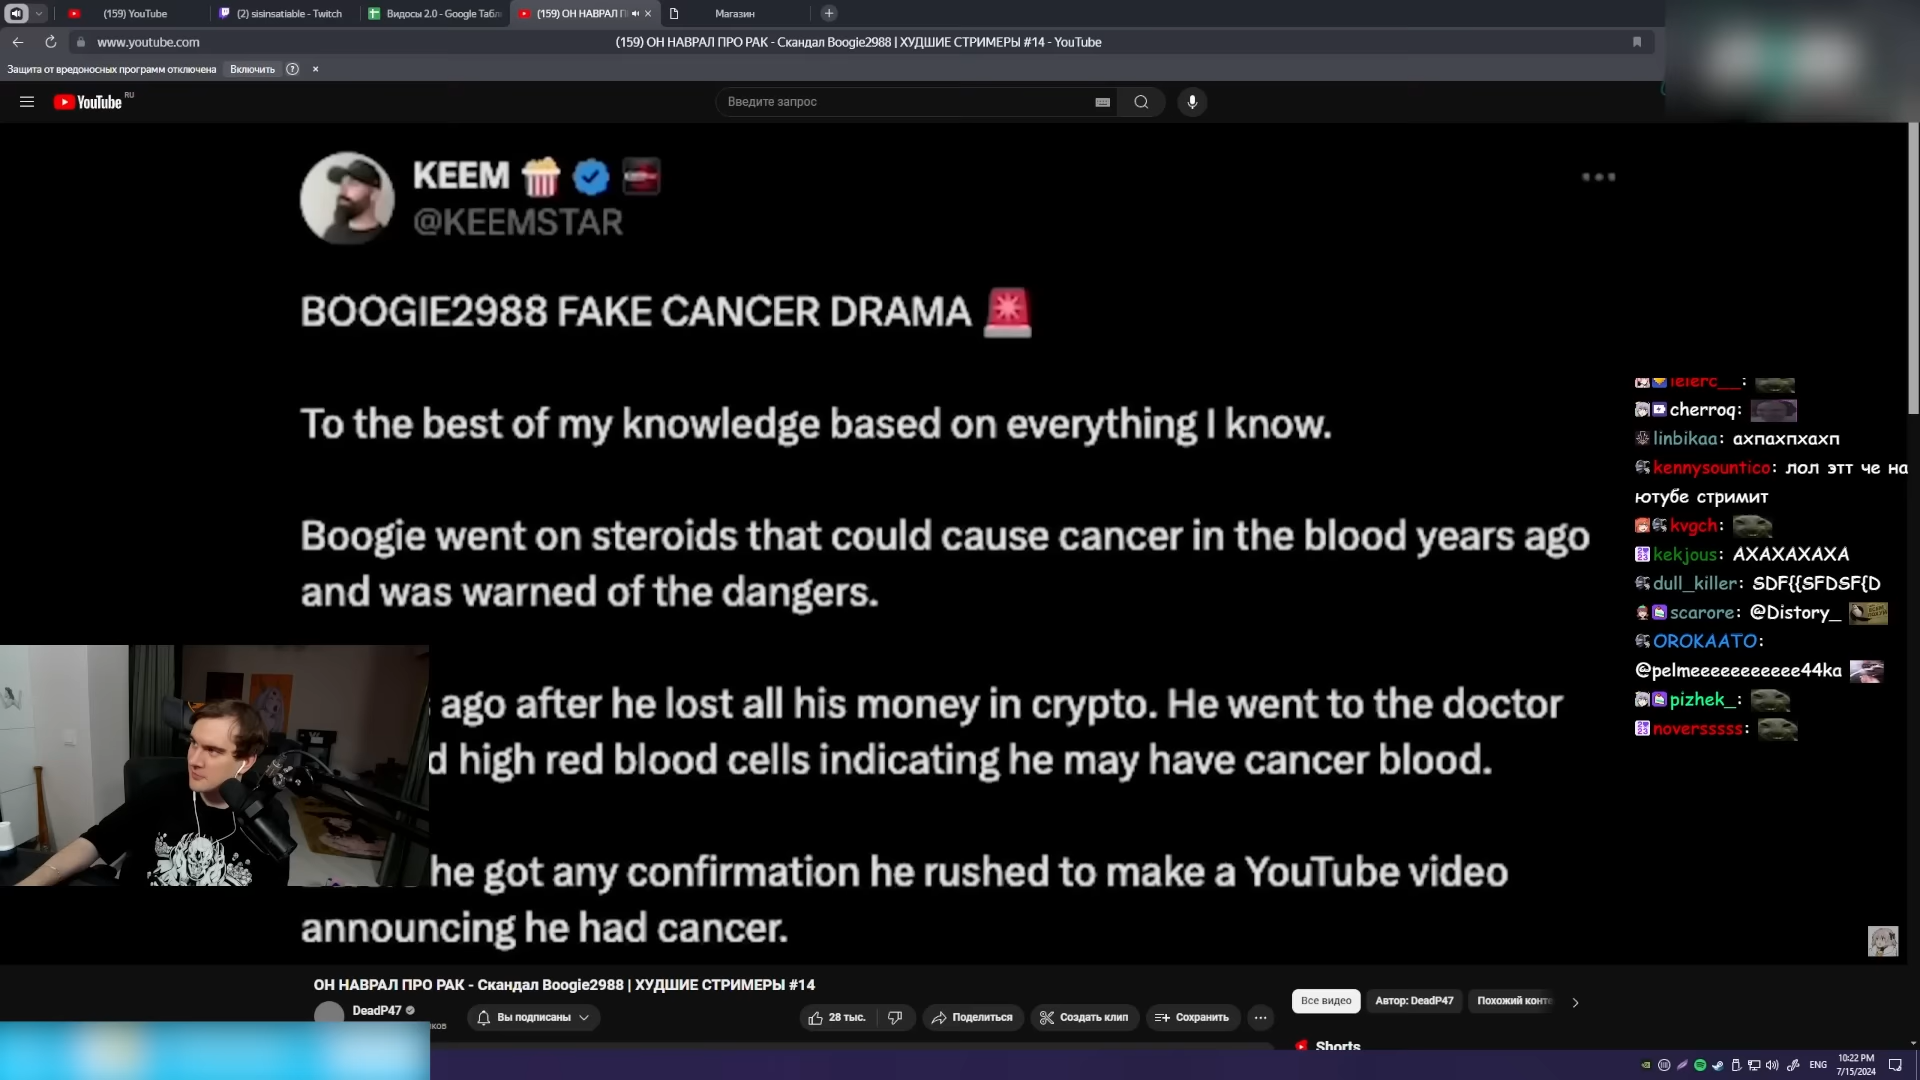 (159) YouTube
(2) sisinsatiable - Twitch
Видосы 2.0 - Google Табл
(159) ОН НАВРАЛ П
Магазин
www.youtube.com
(159) ОН НАВРАЛ ПРО РАК - Скандал Boogie2988 | ХУДШИЕ СТРИМЕРЫ #14 - YouTube
Защита от вредоносных программ отключена
Включить
YouTube RU
Введите запрос
KEEM
@KEEMSTAR
BOOGIE2988 FAKE CANCER DRAMA
To the best of my knowledge based on everything I know.
Boogie went on steroids that could cause cancer in the blood years ago
and was warned of the dangers.
ago after he lost all his money in crypto. He went to the doctor
d high red blood cells indicating he may have cancer blood.
he got any confirmation he rushed to make a YouTube video
announcing he had cancer.
cherroq:
linbikaa: ахпахпхахп
kennysountico: лол этт че на
ютубе стримит
kvgch:
kekjous: АХАХАХАХА
dull_killer: SDF{{SFDSF{D
scarore: @Distory_
OROKAATO:
@pelmeeeeeeeeeee44ka
pizhek_:
noversssss:
ОН НАВРАЛ ПРО РАК - Скандал Boogie2988 | ХУДШИЕ СТРИМЕРЫ #14
DeadP47
ков
Вы подписаны
28 тыс.
Поделиться
Создать клип
Сохранить
Все видео
Автор: DeadP47
Похожий конте
Shorts
ENG
10:22 PM
7/15/2024